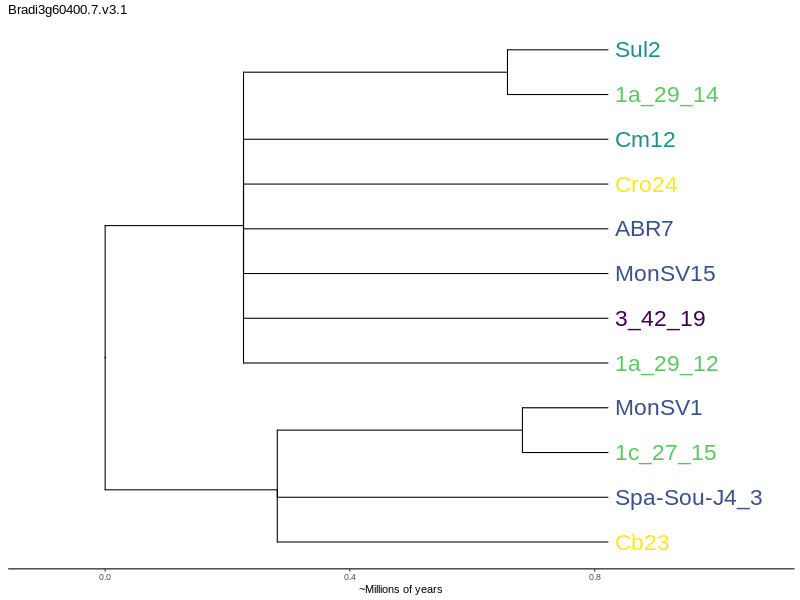 Bradi3g60400.7.v3.1
Sul2
1a_29_14
Cm12
Cro24
ABR7
MonSV15
3_42_19
1a_29_12
MonSV1
1c_27_15
Spa-Sou-J4_3
Cb23
0.0 0.4 0.8
~Millions of years